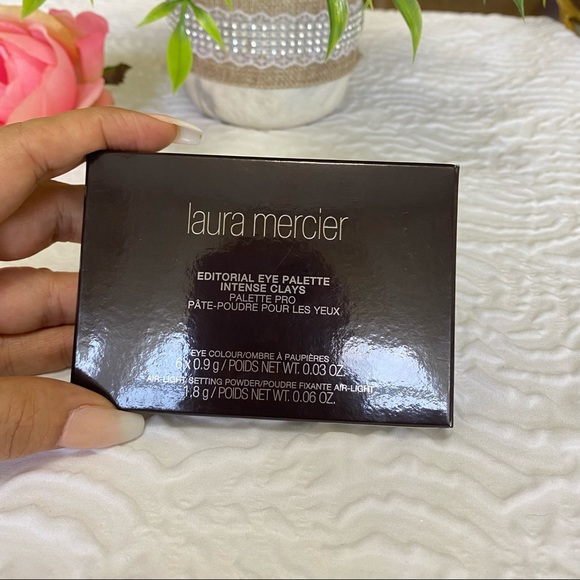 laura mercier
EDITORIAL EYE PALETTE
INTENSE CLAYS
PALETTE PRO
PÂTE-POUDRE POUR LES YEUX
EYE COLOUR/OMBRE À PAUPIÈRES
6 x 0.9 g / POIDS NET WT. 0.03 OZ.
AIR-LIGHT SETTING POWDER/POUDRE FIXANTE AIR-LIGHT
1.8 g / POIDS NET WT. 0.06 OZ.